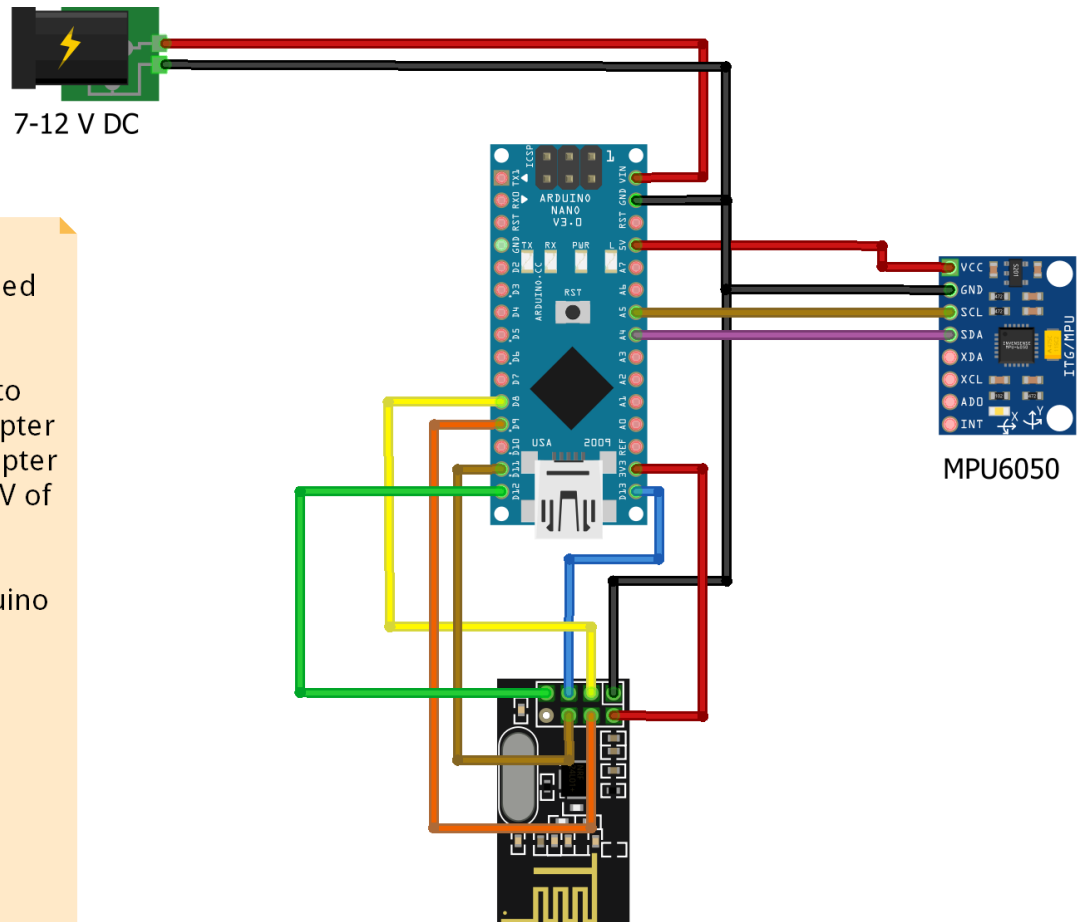 7-12 V DC
ed
to
pter
pter
V of
uino
ICSP
1
ARDUINO
NANO
V3.0
TX RX PWR L
ARDUINO.CC
RST
USA 2009
TX1
RX0
RST
GND
D2
D3
D4
D5
D6
D7
D8
D9
D10
D11
D12
VIN
GND
RST
5V
A7
A6
A5
A4
A3
A2
A1
A0
REF
3V3
D13
VCC
GND
SCL
SDA
XDA
XCL
ADO
INT
X Y
ITG/MPU
MPU6050